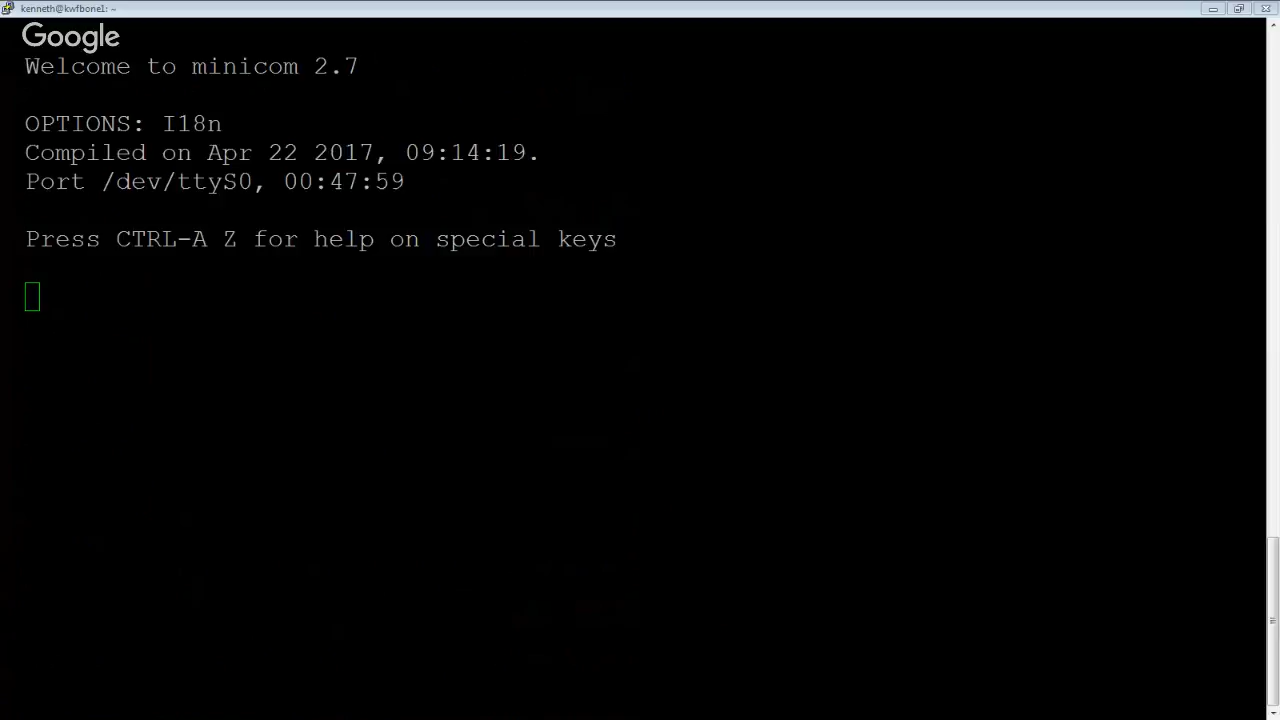 kenneth@kwfbone1: ~
Google
Welcome to minicom 2.7
OPTIONS: I18n
Compiled on Apr 22 2017, 09:14:19.
Port /dev/ttyS0, 00:47:59
Press CTRL-A Z for help on special keys